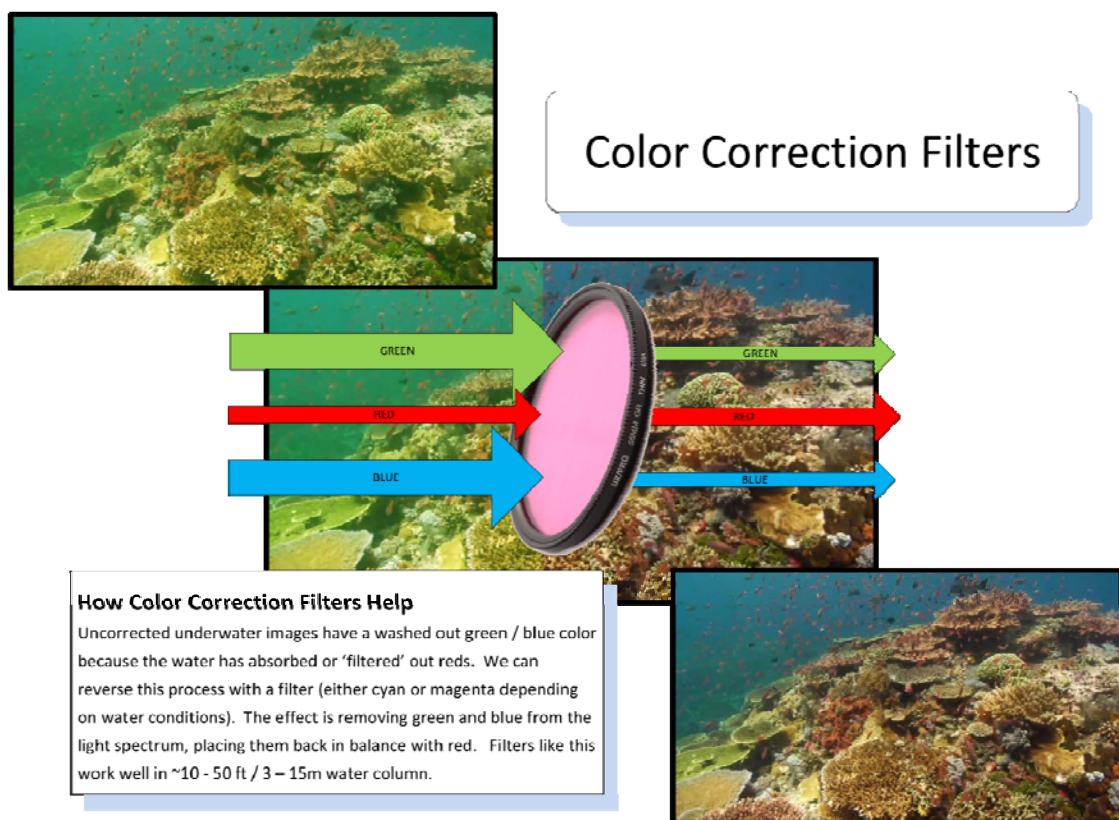 Color Correction Filters
GREEN
GREEN
RED
RED
BLUE
BLUE
How Color Correction Filters Help
Uncorrected underwater images have a washed out green / blue color
because the water has absorbed or ‘filtered’ out reds.  We can
reverse this process with a filter (either cyan or magenta depending
on water conditions).  The effect is removing green and blue from the
light spectrum, placing them back in balance with red.   Filters like this
work well in ~10 - 50 ft / 3 – 15m water column.